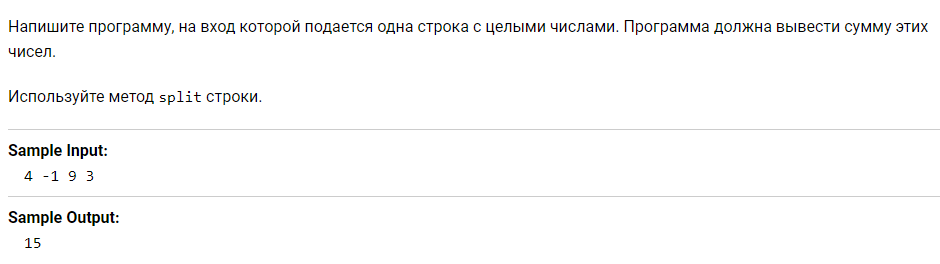 Напишите программу, на вход которой подается одна строка с целыми числами. Программа должна вывести сумму этих
чисел.
Используйте метод split строки.
Sample Input:
4 -1 9 3
Sample Output:
15